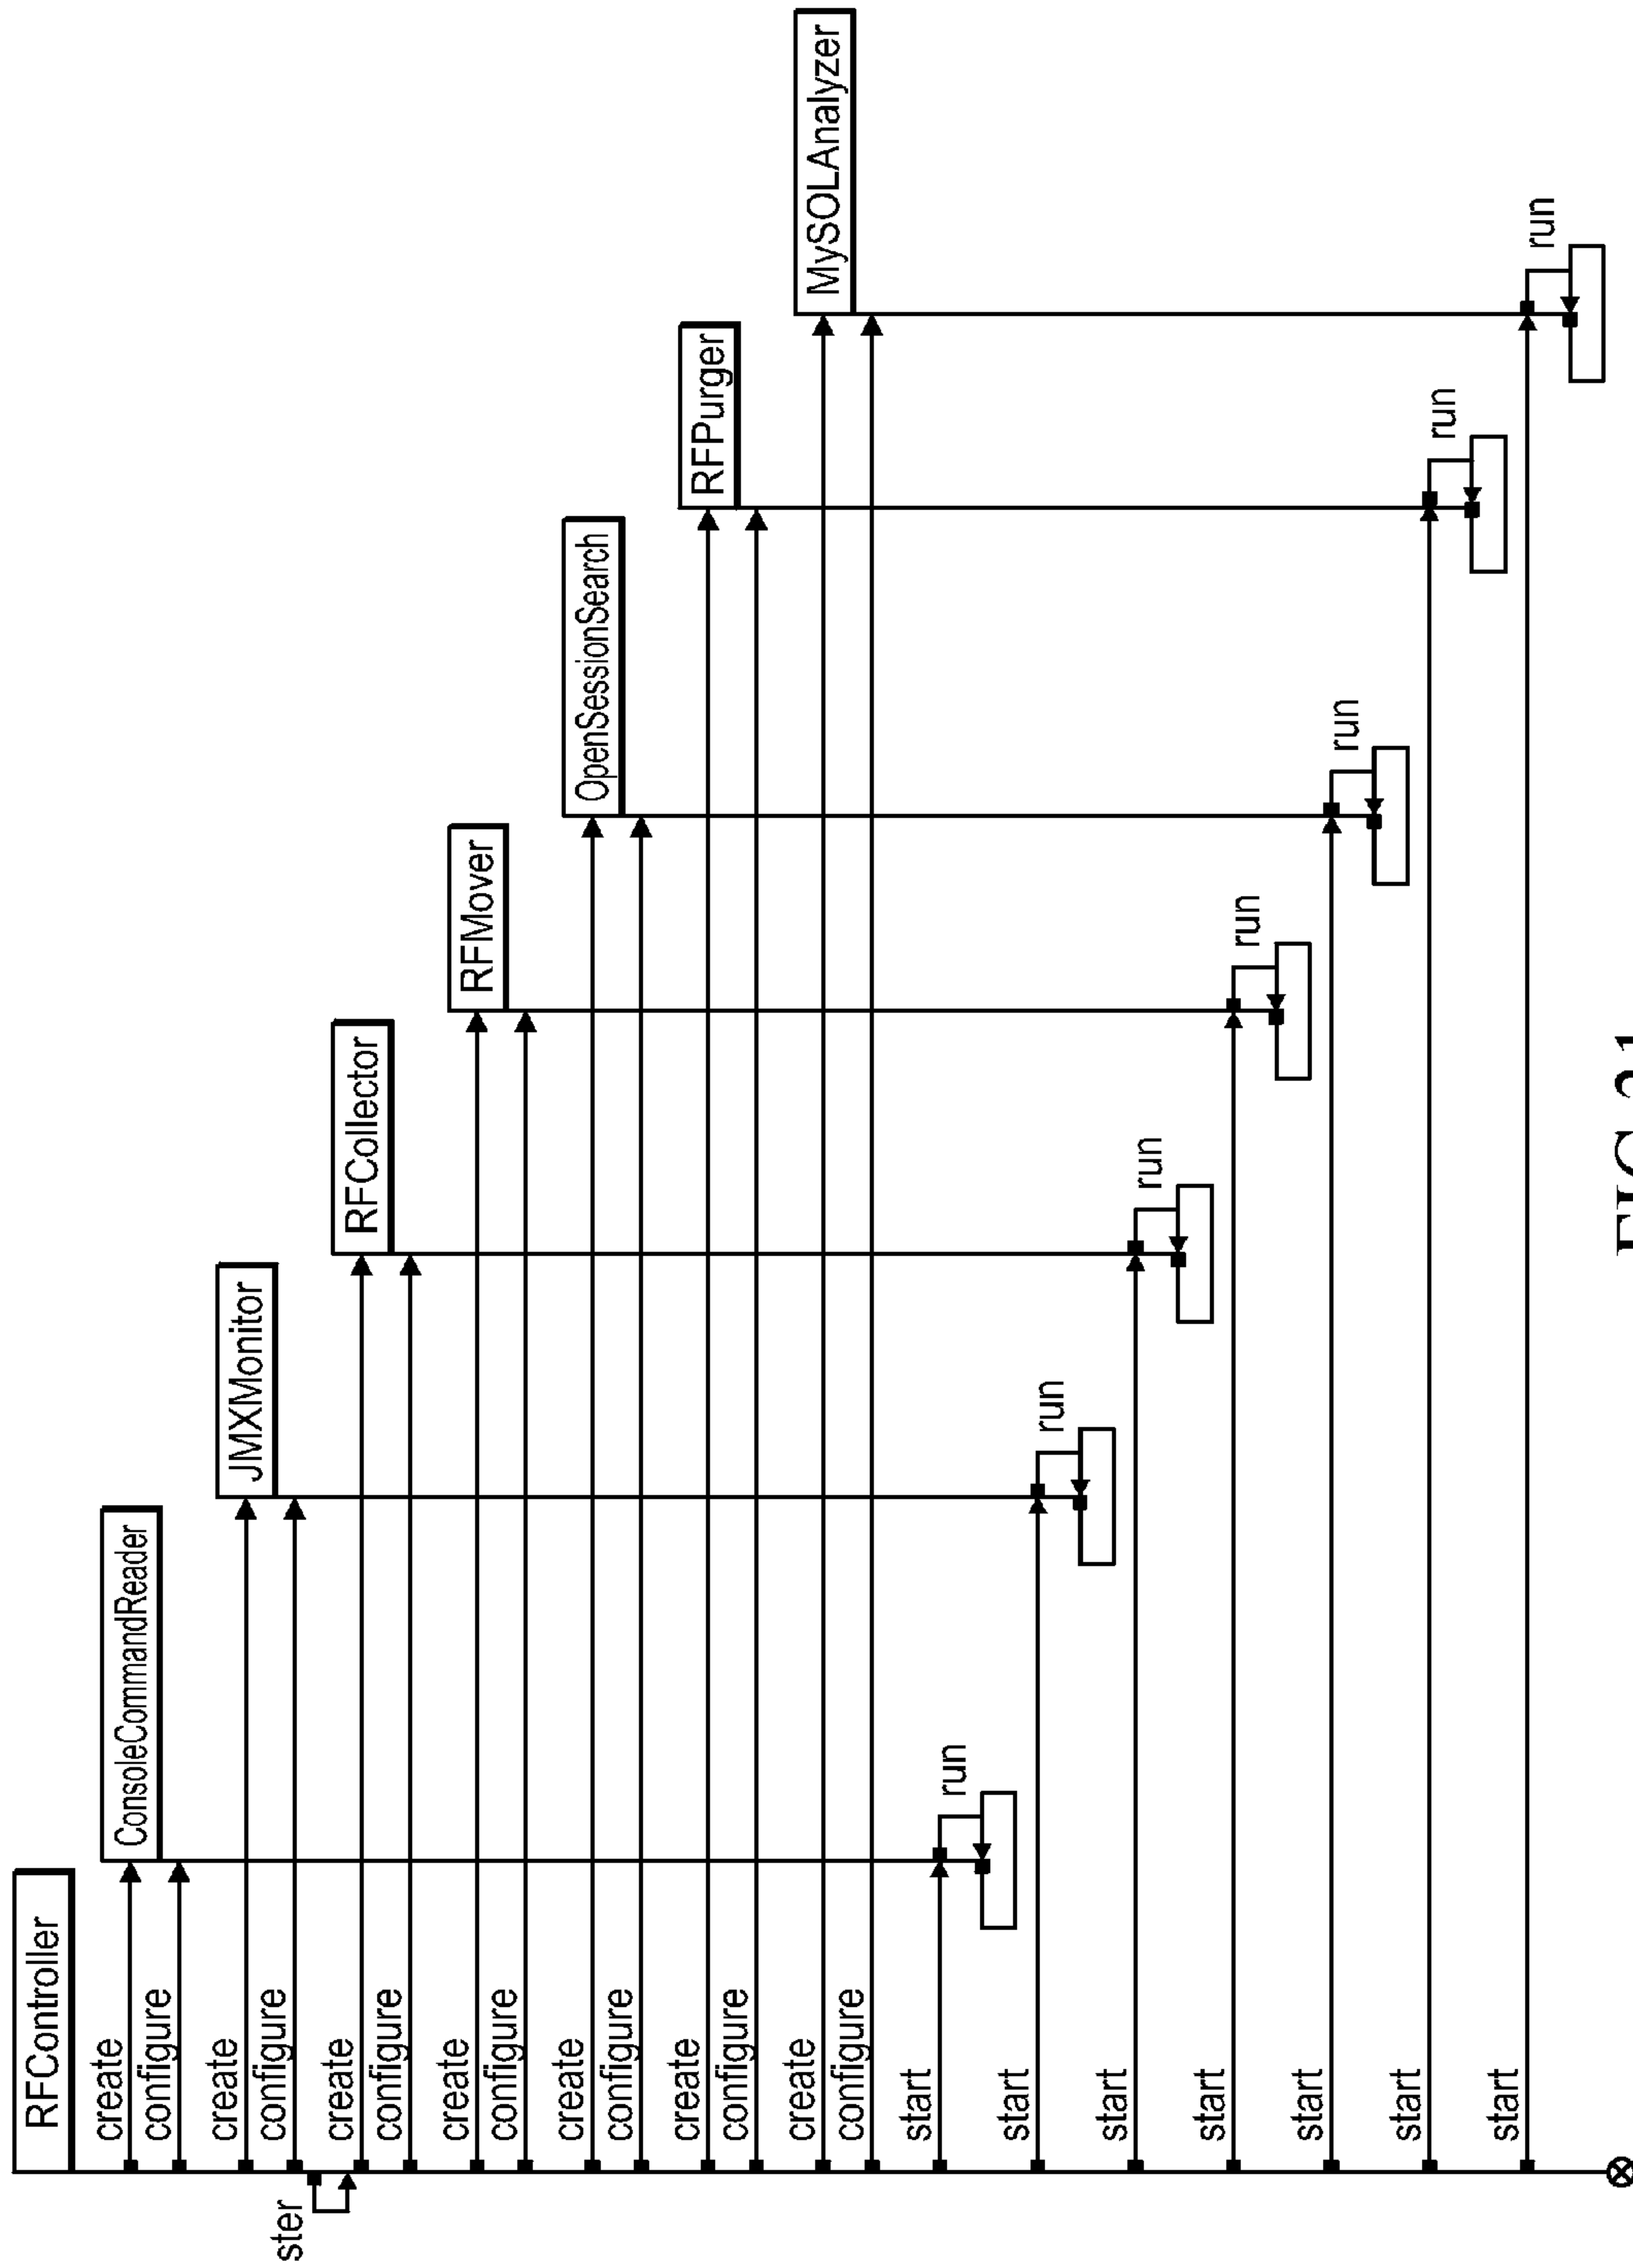 RFController
ConsoleCommandReader
JMXMonitor
RFCollector
RFMover
OpenSessionSearch
RFPurger
MySOLAnalyzer
create
configure
create
configure
ster
create
configure
create
configure
create
configure
create
configure
create
configure
start
run
start
run
start
run
start
run
start
run
start
run
start
run